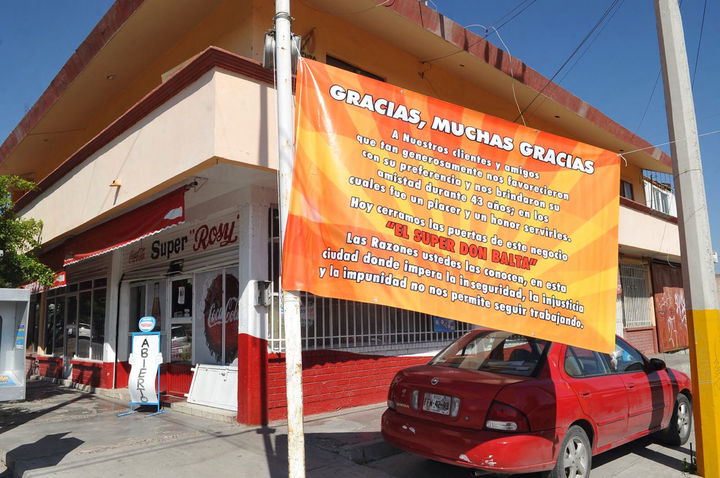 GRACIAS, MUCHAS GRACIAS
A Nuestros clientes y amigos
que tan generosamente nos favorecieron
con su preferencia y nos brindaron su
amistad durante 43 años; en los
cuales fue un placer y un honor servirles.
Hoy cerramos las puertas de este negocio
"EL SUPER DON BALTA"
Las Razones ustedes las conocen, en esta
ciudad donde impera la inseguridad, la injusticia
y la impunidad no nos permite seguir trabajando.
Coca-Cola
Super "Rosy"
Coca-Cola
ABIERTO